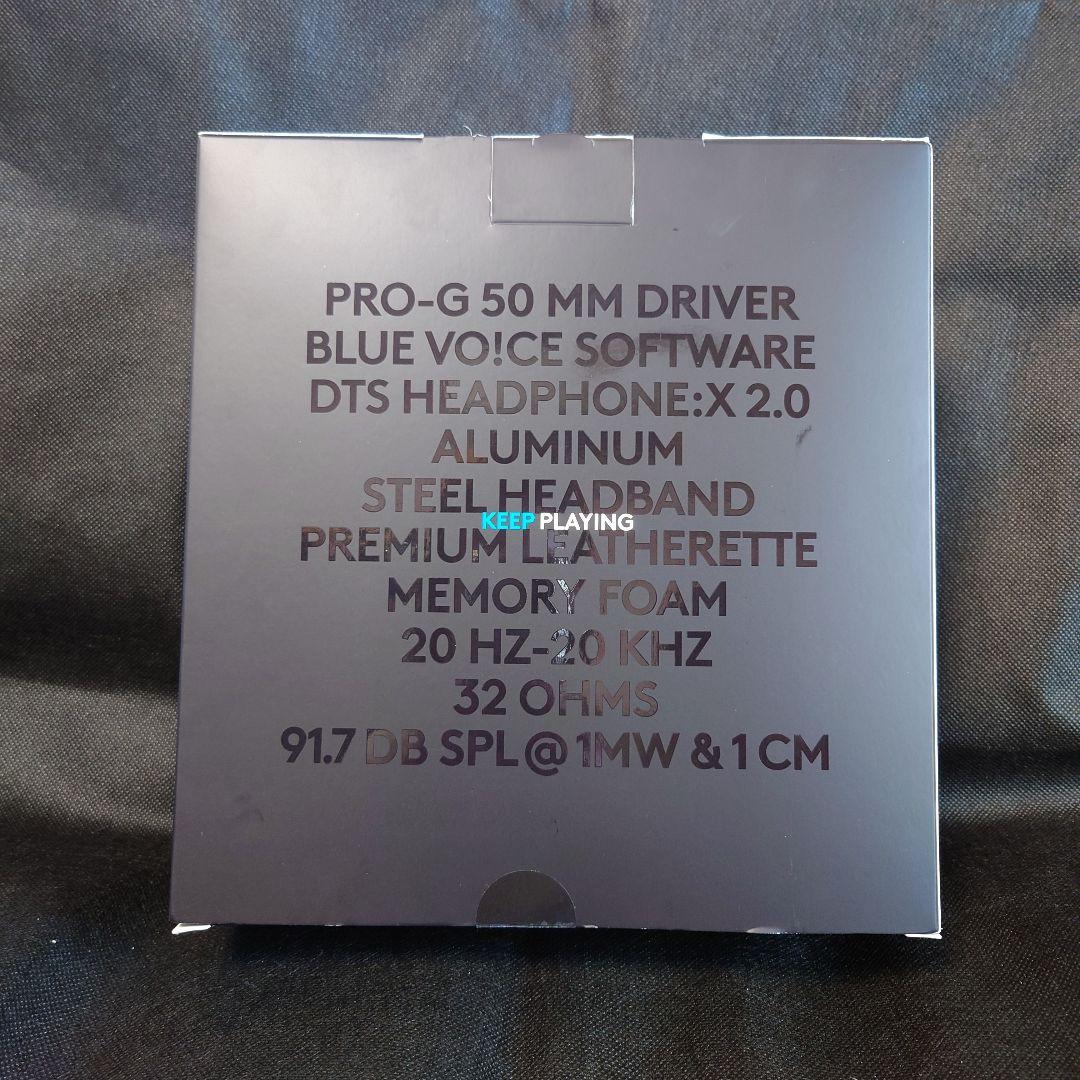 PRO-G 50 MM DRIVER
BLUE VO!CE SOFTWARE
DTS HEADPHONE:X 2.0
ALUMINUM
STEEL HEADBAND
KEEP PLAYING
PREMIUM LEATHERETTE
MEMORY FOAM
20 HZ-20 KHZ
32 OHMS
91.7 DB SPL@1MW & 1 CM